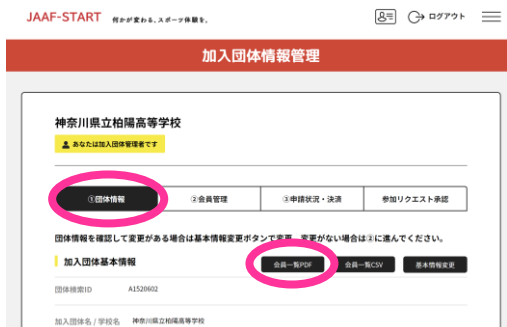 JAAF-START 何かが変わる、スポーツ体験を。 ログアウト
加入団体情報管理
神奈川県立柏陽高等学校
あなたは加入団体管理者です
①団体情報 ②会員管理 ③申請状況・決済 参加リクエスト承認
団体情報を確認して変更がある場合は基本情報変更ボタンで変更、変更がない場合は②に進んでください。
加入団体基本情報 会員一覧PDF 会員一覧CSV 基本情報変更
団体検索ID A1520602
加入団体名 / 学校名 神奈川県立柏陽高等学校